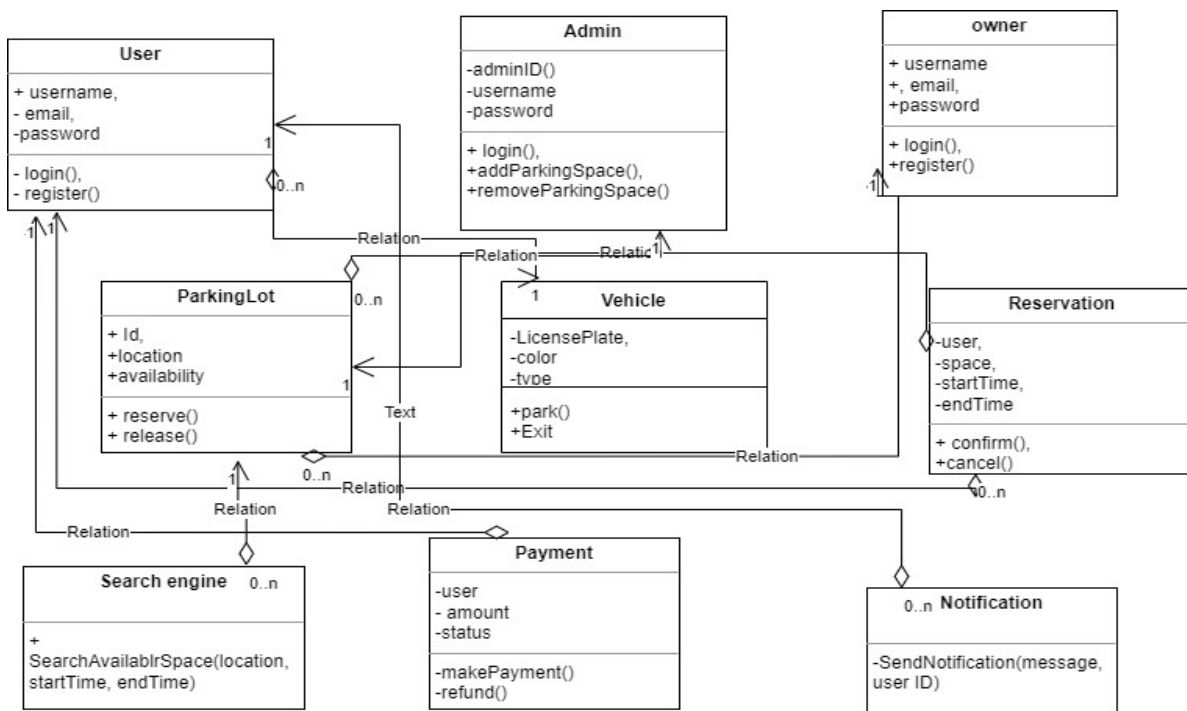 User
+ username,
- email,
-password
- login(),
- register()
1
0..n
1
1
Admin
-adminID()
-username
-password
+ login(),
+addParkingSpace(),
+removeParkingSpace()
1
owner
+ username
+, email,
+password
+ login(),
+register()
1
Relation
Relation
Relation
ParkingLot
+ Id,
+location
+availability
+ reserve()
+ release()
0..n
1
0..n
1
Vehicle
-LicensePlate,
-color
-type
+park()
+Exit
1
Reservation
-user,
-space,
-startTime,
-endTime
+ confirm(),
+cancel()
0..n
Text
Relation
Relation
Relation
Relation
Relation
Search engine
0..n
+
SearchAvailablrSpace(location,
startTime, endTime)
Payment
-user
- amount
-status
-makePayment()
-refund()
0..n
Notification
-SendNotification(message,
user ID)